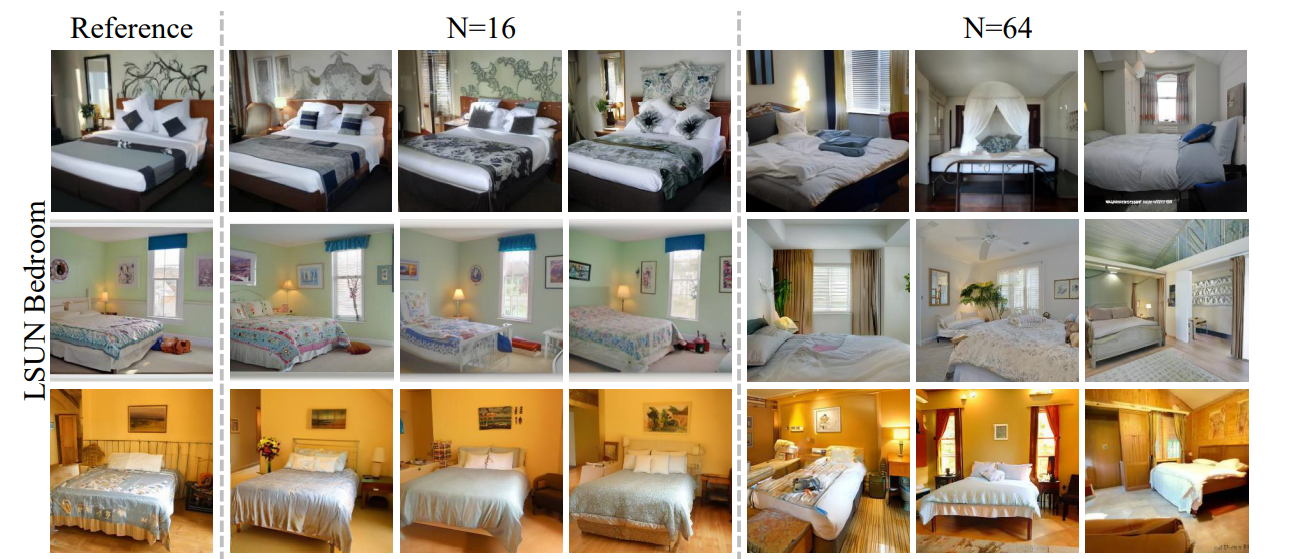 Reference
N=16
N=64
LSUN Bedroom